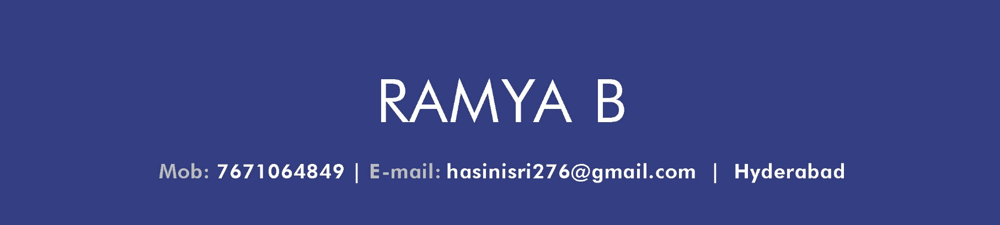 RAMYA B
Mob: 7671064849 | E-mail: hasinisri276@gmail.com | Hyderabad